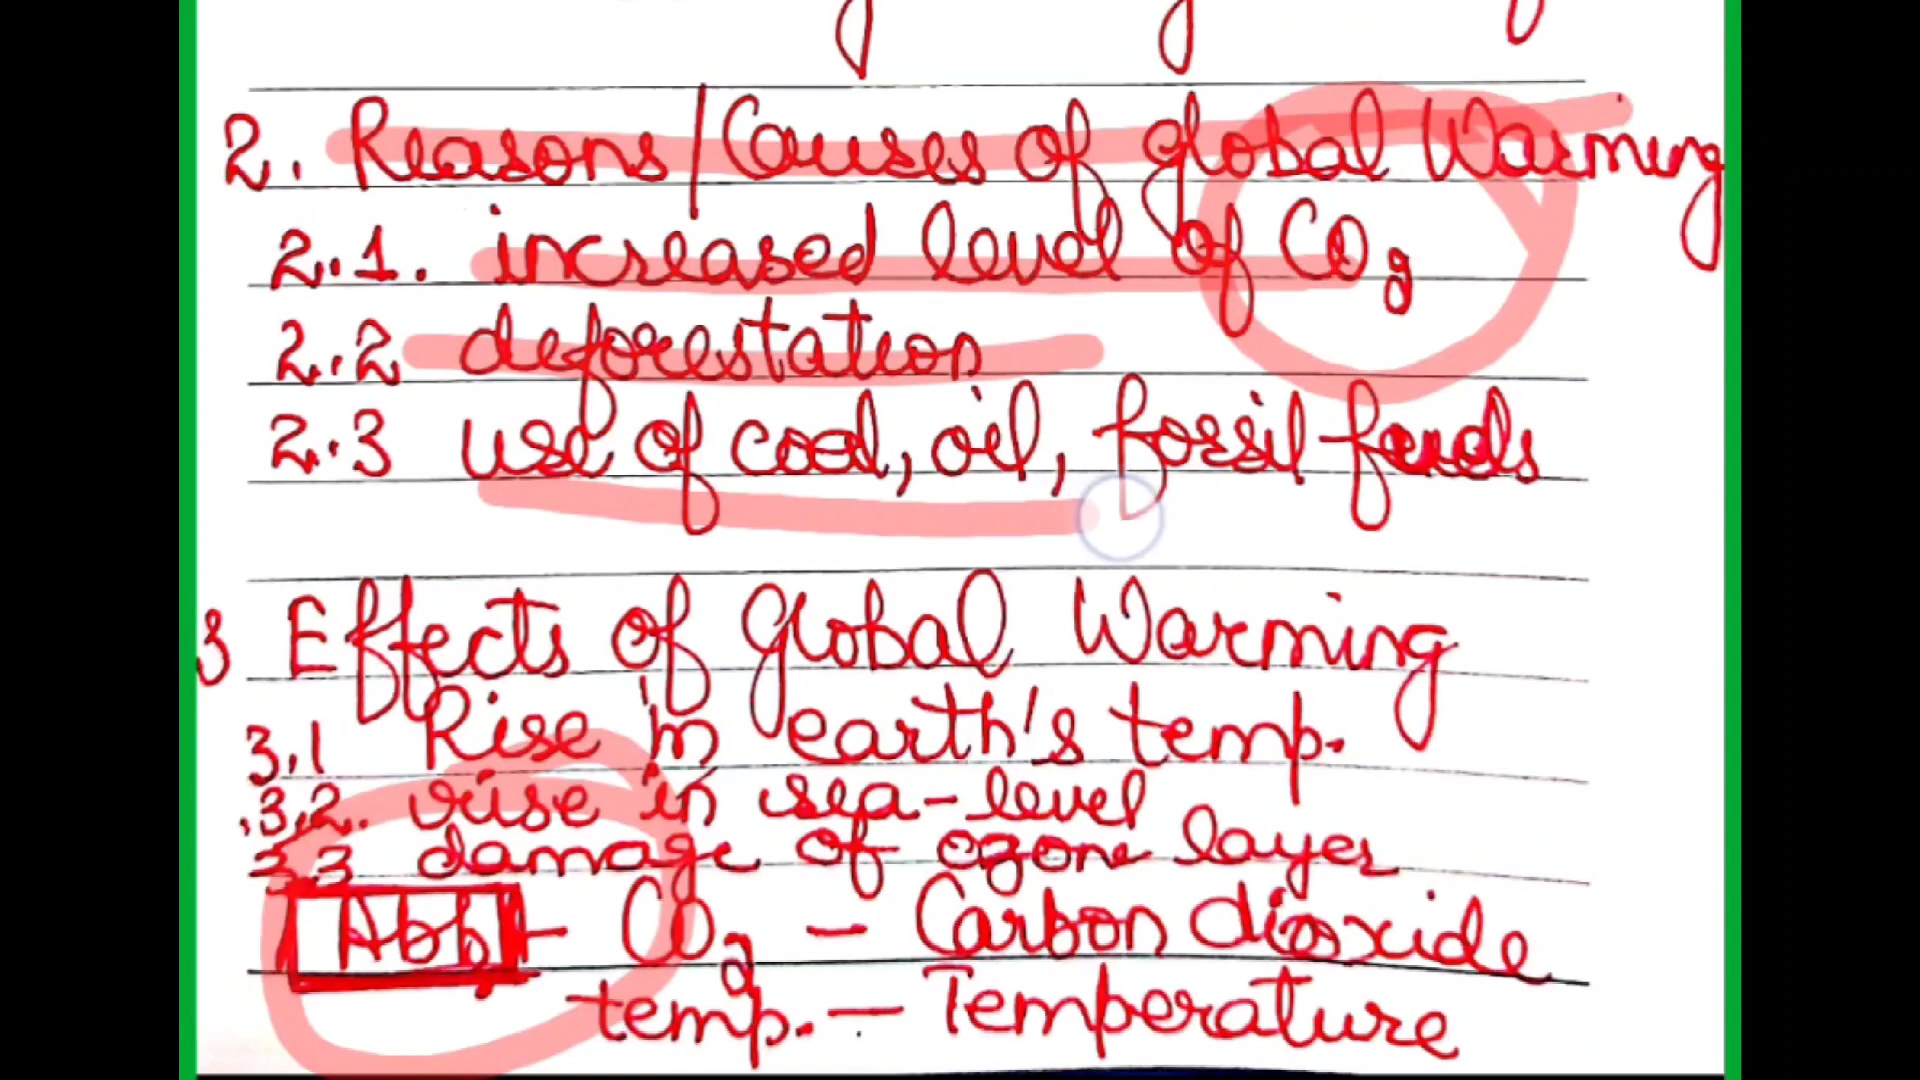 2. Reasons/Causes of global Warming
2.1. increased level of CO2
2.2 deforestation
2.3 use of coal, oil, fossil fuels
3 Effects of Global Warming
3.1 Rise in earth's temp.
3.2. rise in sea-level
3.3 damage of ozone layer
Abb - CO2 - Carbon dioxide
temp. - Temperature